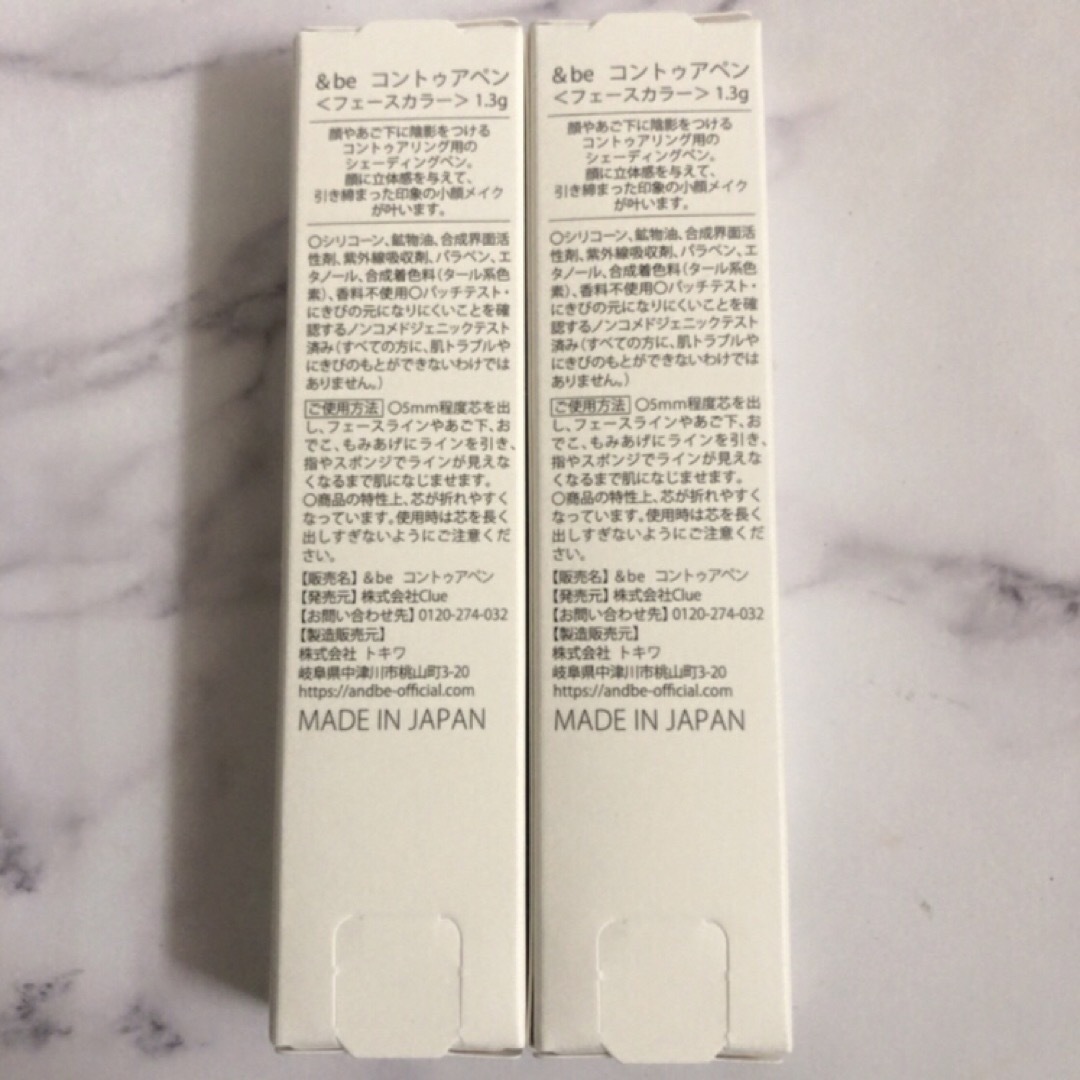 &be コントゥアペン
＜フェースカラー＞1.3g
顔やあご下に陰影をつける
コントゥアリング用の
シェーディングペン。
顔に立体感を与えて、
引き締まった印象の小顔メイク
が叶います。
○シリコーン、鉱物油、合成界面活
性剤、紫外線吸収剤、パラベン、エ
タノール、合成着色料(タール系色
素)、香料不使用○パッチテスト・
にきびの元になりにくいことを確
認するノンコメドジェニックテスト
済み(すべての方に、肌トラブルや
にきびのもとができないわけでは
ありません。)
ご使用方法 ○5mm程度芯を出
し、フェースラインやあご下、お
でこ、もみあげにラインを引き、
指やスポンジでラインが見えな
くなるまで肌になじませます。
○商品の特性上、芯が折れやすく
なっています。使用時は芯を長く
出しすぎないようにご注意くだ
さい。
【販売名】&be コントゥアペン
【発売元】株式会社Clue
【お問い合わせ先】0120-274-032
【製造販売元】
株式会社 トキワ
岐阜県中津川市桃山町3-20
https://andbe-official.com
MADE IN JAPAN
&be コントゥアペン
＜フェースカラー＞1.3g
顔やあご下に陰影をつける
コントゥアリング用の
シェーディングペン。
顔に立体感を与えて、
引き締まった印象の小顔メイク
が叶います。
○シリコーン、鉱物油、合成界面活
性剤、紫外線吸収剤、パラベン、エ
タノール、合成着色料(タール系色
素)、香料不使用○パッチテスト・
にきびの元になりにくいことを確
認するノンコメドジェニックテスト
済み(すべての方に、肌トラブルや
にきびのもとができないわけでは
ありません。)
ご使用方法 ○5mm程度芯を出
し、フェースラインやあご下、お
でこ、もみあげにラインを引き、
指やスポンジでラインが見えな
くなるまで肌になじませます。
○商品の特性上、芯が折れやすく
なっています。使用時は芯を長く
出しすぎないようにご注意くだ
さい。
【販売名】&be コントゥアペン
【発売元】株式会社Clue
【お問い合わせ先】0120-274-032
【製造販売元】
株式会社 トキワ
岐阜県中津川市桃山町3-20
https://andbe-official.com
MADE IN JAPAN